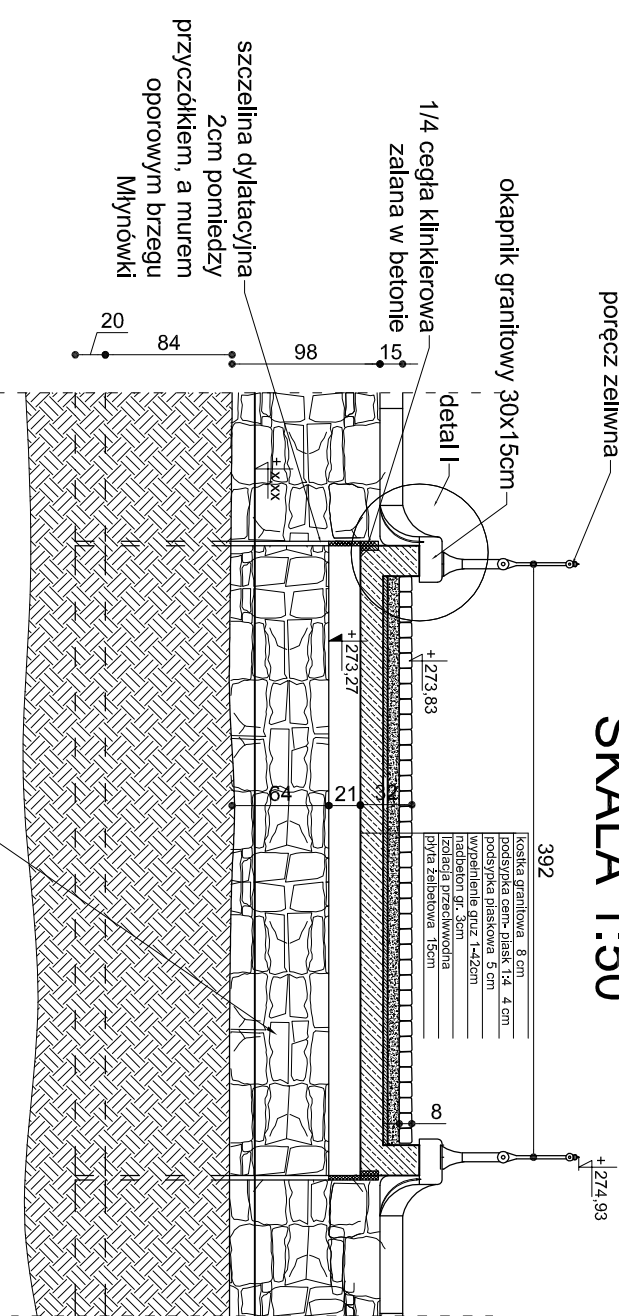 SKALA 1:50
poręcz żeliwna
okapnik granitowy 30x15cm
1/4 cegła klinkierowa
zalana w betonie
szczelina dylatacyjna
2cm pomiedzy
przyczółkiem, a murem
oporowym brzegu
Młynówki
detal I
392
kostka granitowa 8 cm
podsypka cem- piask 1:4 4 cm
podsypka piaskowa 5 cm
wypełnienie gruz 1-42cm
nadbeton gr. 3cm
izolacja przeciwwodna
płyta żelbetowa 15cm
+274,93
+273,83
+273,27
+x,xx
8
15
98
84
20
32
21
64